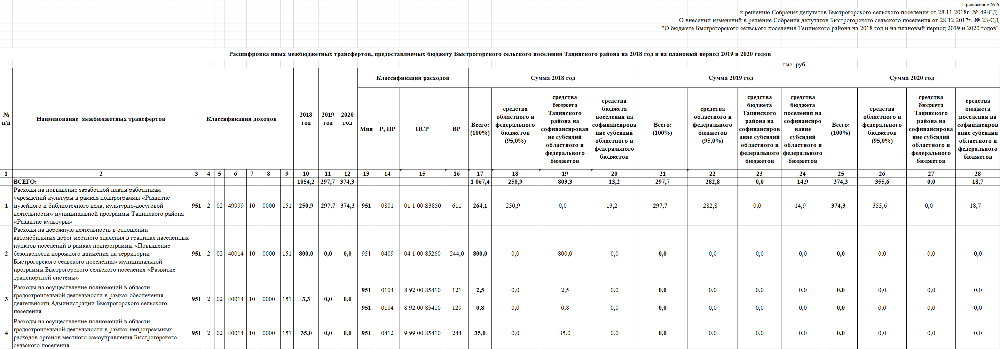 Приложение № 6
к решению Собрания депутатов Быстрогорского сельского поселения от 28.11.2018г. № 49-СД
О внесении изменений в решение Собрания депутатов Быстрогорского сельского поселения от 28.12.2017г. № 23-СД
"О бюджете Быстрогорского сельского поселения Тацинского района на 2018 год и на плановый период 2019 и 2020 годов"
Расшифровка иных межбюджетных трансфертов, предоставляемых бюджету Быстрогорского сельского поселения Тацинского района на 2018 год и на плановый период 2019 и 2020 годов
тыс. руб.
№
п/п
Наименование межбюджетных трансфертов
Классификация доходов
2018
год
2019
год
2020
год
Классификация расходов
Мин
Р, ПР
ЦСР
ВР
Сумма 2018 год
Всего:
(100%)
средства
областного и
федерального
бюджетов
(95,0%)
средства
бюджета
Тацинского
района на
софинансирован
ие субсидий
областного и
федерального
бюджетов
средства
бюджета
поселения на
софинансирова
ние субсидий
областного и
федерального
бюджетов
Сумма 2019 год
Всего:
(100%)
средства
областного и
федерального
бюджетов
(95,0%)
средства
бюджета
Тацинского
района на
софинансиров
ание субсидий
областного и
федерального
бюджетов
средства
бюджета
поселения на
софинансиро
вание
субсидий
областного и
федерального
бюджетов
Сумма 2020 год
Всего:
(100%)
средства
областного и
федерального
бюджетов
(95,0%)
средства
бюджета
Тацинского
района на
софинансирова
ние субсидий
областного и
федерального
бюджетов
средства
бюджета
поселения на
софинансиров
ание субсидий
областного и
федерального
бюджетов
1 2 3 4 5 6 7 8 9 10 11 12 13 14 15 16 17 18 19 20 21 22 23 24 25 26 27 28
ВСЕГО: 1054,2 297,7 374,3 1 067,4 250,9 803,3 13,2 297,7 282,8 0,0 14,9 374,3 355,6 0,0 18,7
1
Расходы на повышение заработной платы работникам
учреждений культуры в рамках подпрограммы «Развитие
музейного и библиотечного дела, культурно-досуговой
деятельности» муниципальной программы Тацинского района
«Развитие культуры»
951 2 02 49999 10 0000 151 250,9 297,7 374,3 951 0801 01 1 00 S3850 611 264,1 250,9 0,0 13,2 297,7 282,8 0,0 14,9 374,3 355,6 0,0 18,7
2
Расходы на дорожную деятельность в отношении
автомобильных дорог местного значения в границах населенных
пунктов поселений в рамках подпрограммы «Повышение
безопасности дорожного движения на территории
Быстрогорского сельского поселения» муниципальной
программы Быстрогорского сельского поселения «Развитие
транспортной системы»
951 2 02 40014 10 0000 151 800,0 0,0 0,0 951 0409 04 1 00 85260 244,0 800,0 0,0 800,0 0,0 0,0 0,0 0,0 0,0 0,0 0,0 0,0 0,0
3
Расходы на осуществление полномочий в области
градостроительной деятельности в рамках обеспечения
деятельности Администрации Быстрогорского сельского
поселения
951 2 02 40014 10 0000 151 3,3 0,0 0,0
951 0104 8 92 00 85410 121 2,5 0,0 2,5 0,0 0,0 0,0 0,0 0,0 0,0 0,0 0,0 0,0
951 0104 8 92 00 85410 129 0,8 0,0 0,8 0,0 0,0 0,0 0,0 0,0 0,0 0,0 0,0 0,0
4
Расходы на осуществление полномочий в области
градостроительной деятельности в рамках непрограммных
расходов органов местного самоуправления Быстрогорского
сельского поселения
951 2 02 40014 10 0000 151 35,0 0,0 0,0 951 0412 9 99 00 85410 244 35,0 0,0 35,0 0,0 0,0 0,0 0,0 0,0 0,0 0,0 0,0 0,0